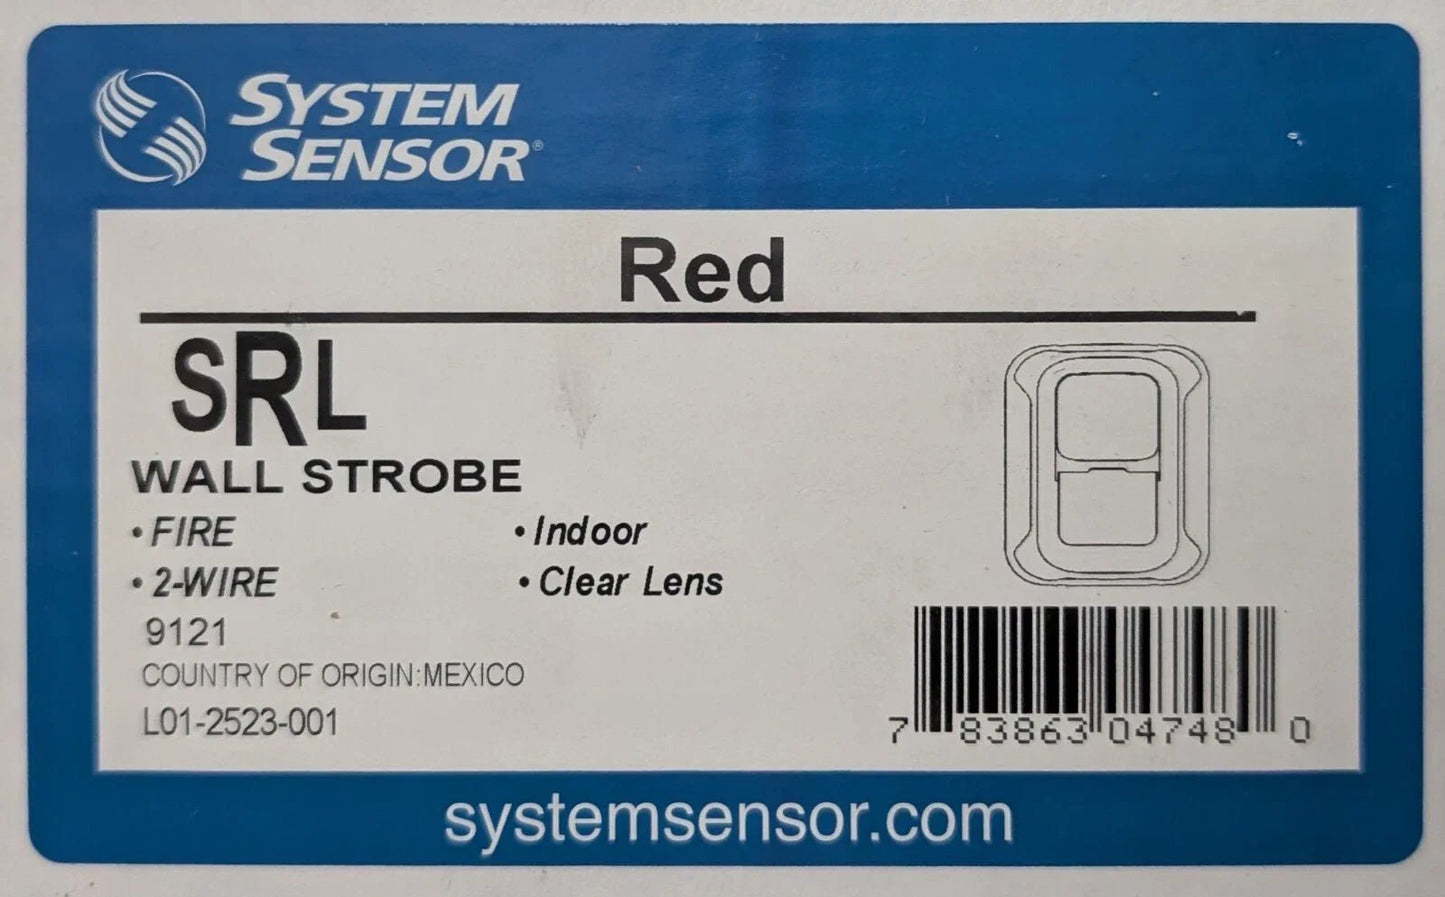 SYSTEM
SENSOR®
Red
SRL
WALL STROBE
• FIRE
• Indoor
• 2-WIRE
• Clear Lens
9121
COUNTRY OF ORIGIN:MEXICO
L01-2523-001
7 83863 04748 0
systemsensor.com